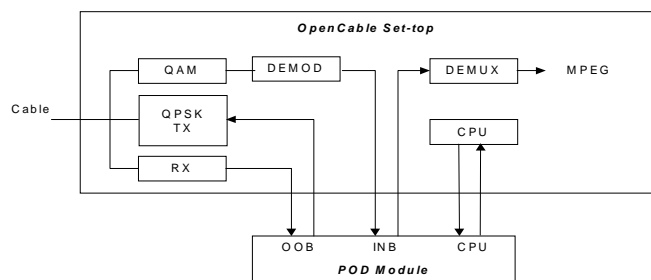 OpenCable Set-top
QAM
DEMOD
DEMUX
MPEG
Cable
QPSK
TX
CPU
RX
OOB
INB
CPU
POD Module